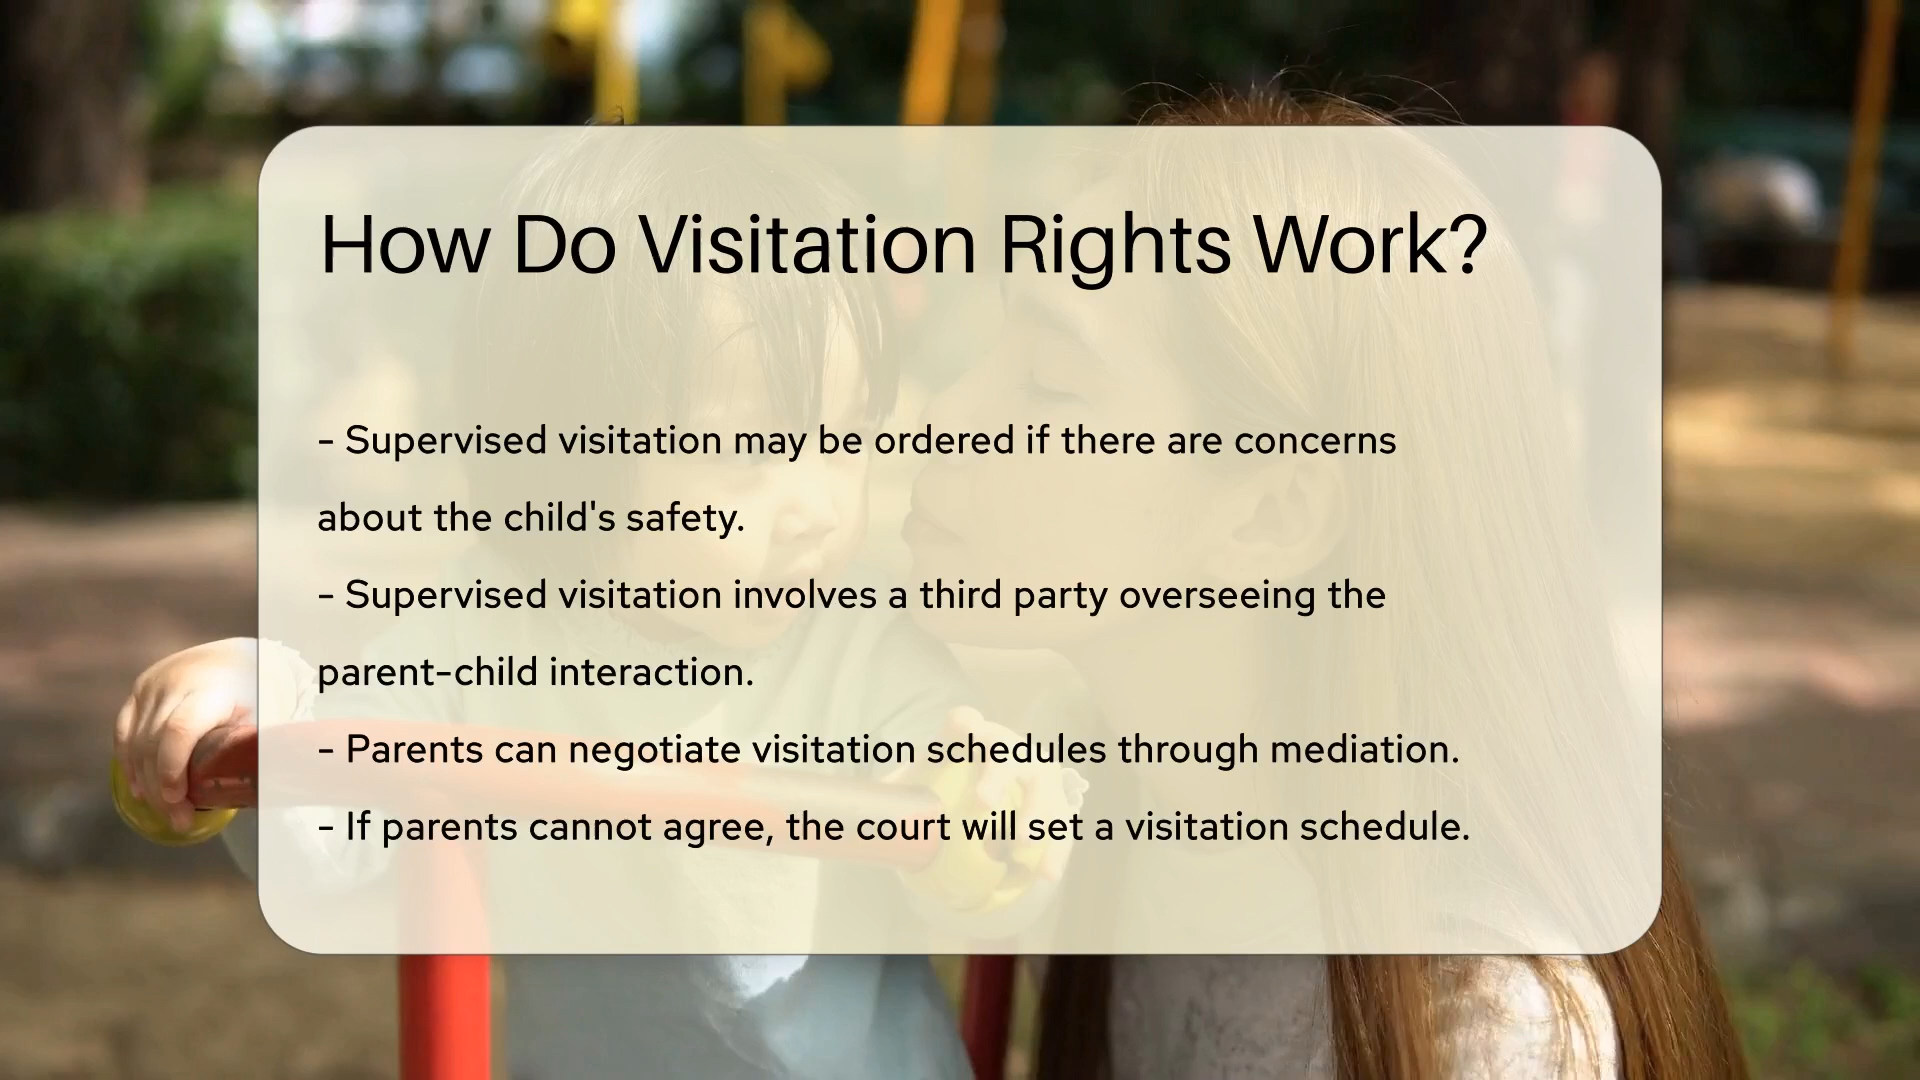 How Do Visitation Rights Work?
- Supervised visitation may be ordered if there are concerns
about the child's safety.
- Supervised visitation involves a third party overseeing the
parent-child interaction.
- Parents can negotiate visitation schedules through mediation.
- If parents cannot agree, the court will set a visitation schedule.